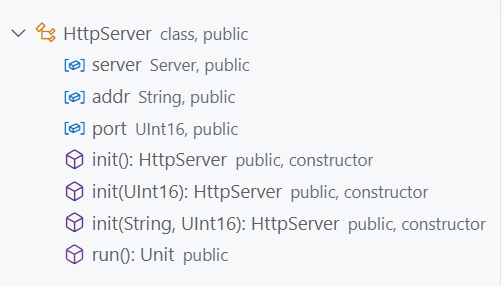 HttpServer class, public
server Server, public
addr String, public
port UInt16, public
init(): HttpServer public, constructor
init(UInt16): HttpServer public, constructor
init(String, UInt16): HttpServer public, constructor
run(): Unit public